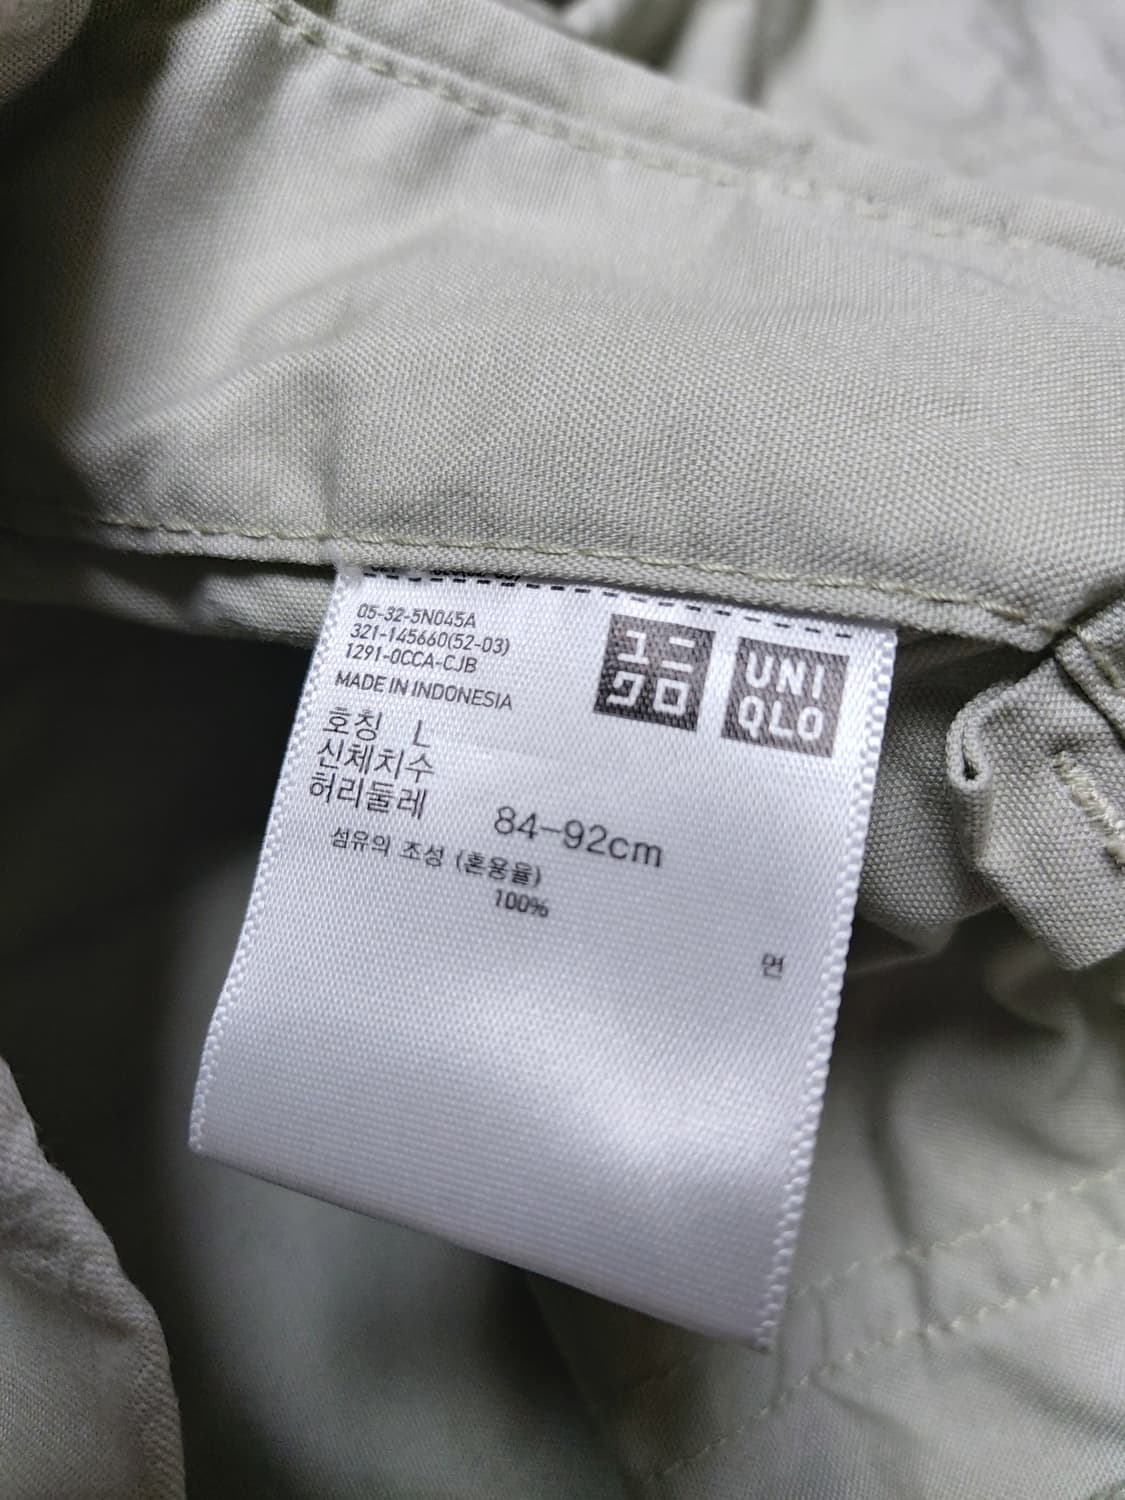 05-32-5N045A
321-145660(52-03)
1291-0CCA-CJB
MADE IN INDONESIA
ユニ
クロ
UNI
QLO
호칭 L
신체치수
허리둘레 84-92cm
섬유의 조성 (혼용율)
100%
면